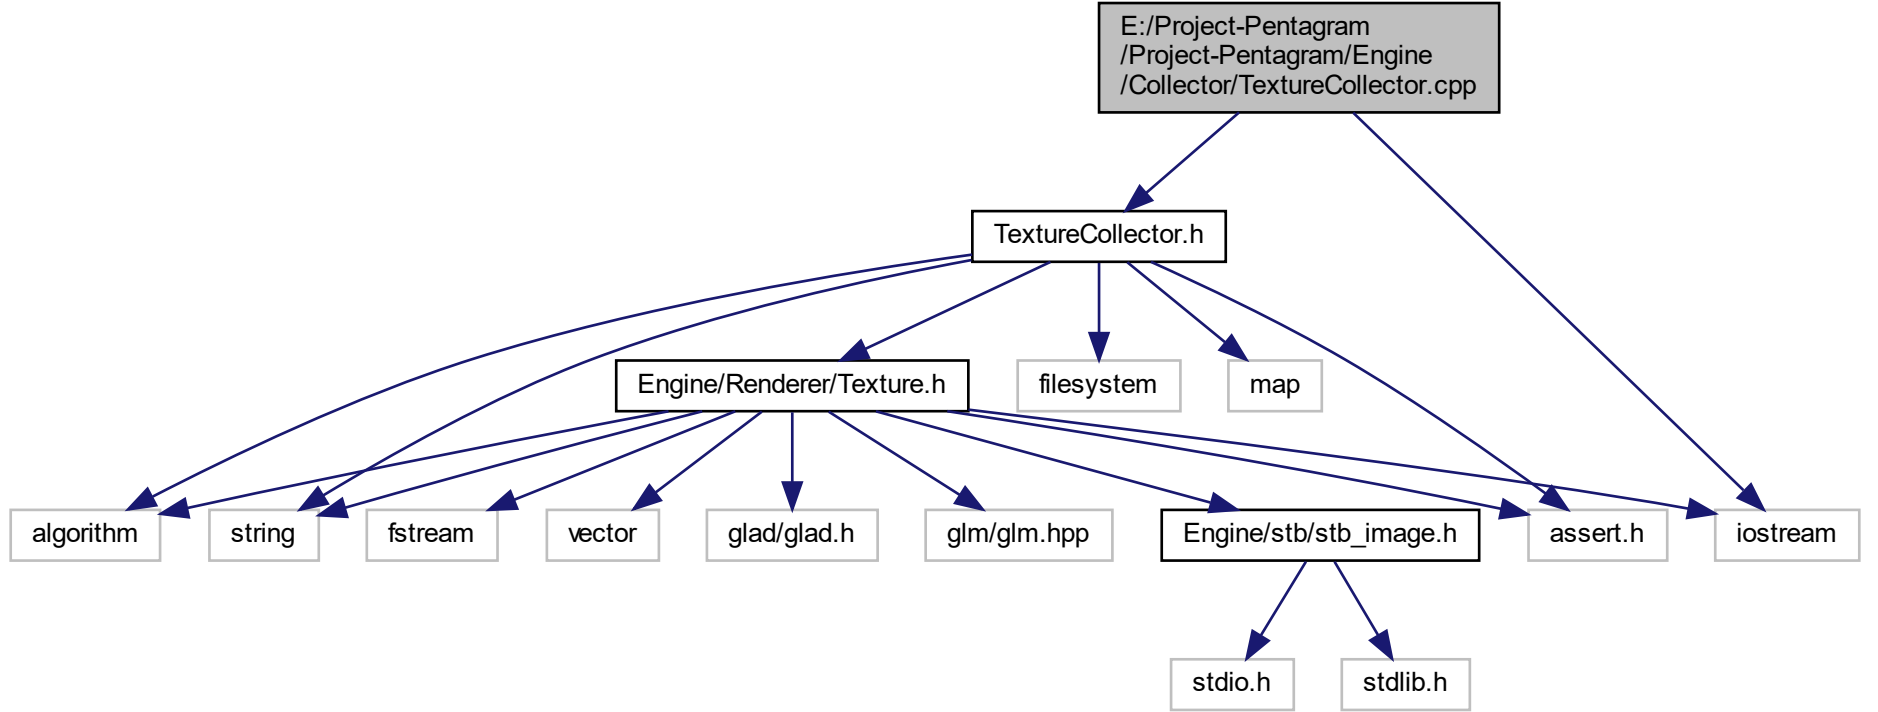 E:/Project-Pentagram
/Project-Pentagram/Engine
/Collector/TextureCollector.cpp
TextureCollector.h
Engine/Renderer/Texture.h
filesystem
map
algorithm
string
fstream
vector
glad/glad.h
glm/glm.hpp
Engine/stb/stb_image.h
assert.h
iostream
stdio.h
stdlib.h